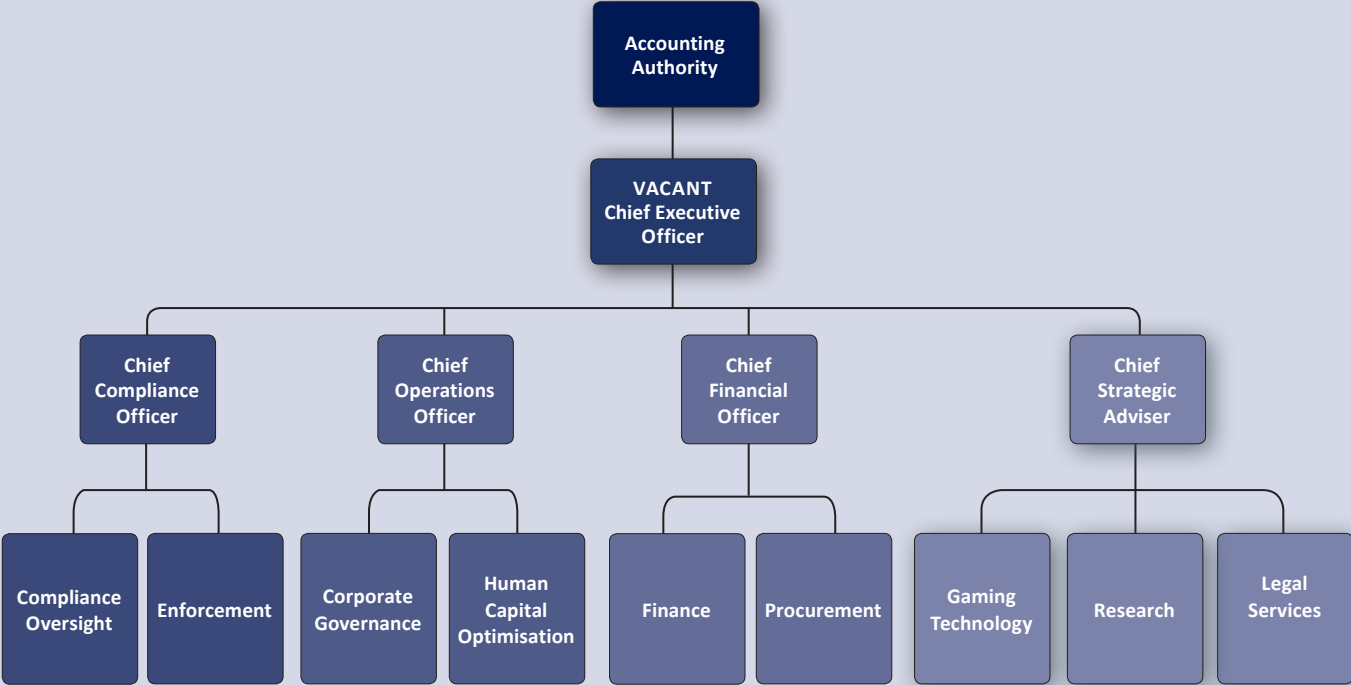 Accounting
Authority
VACANT
Chief Executive
Officer
Chief
Compliance
Officer
Chief
Operations
Officer
Chief
Financial
Officer
Chief
Strategic
Adviser
Compliance
Oversight
Enforcement
Corporate
Governance
Human
Capital
Optimisation
Finance
Procurement
Gaming
Technology
Research
Legal
Services